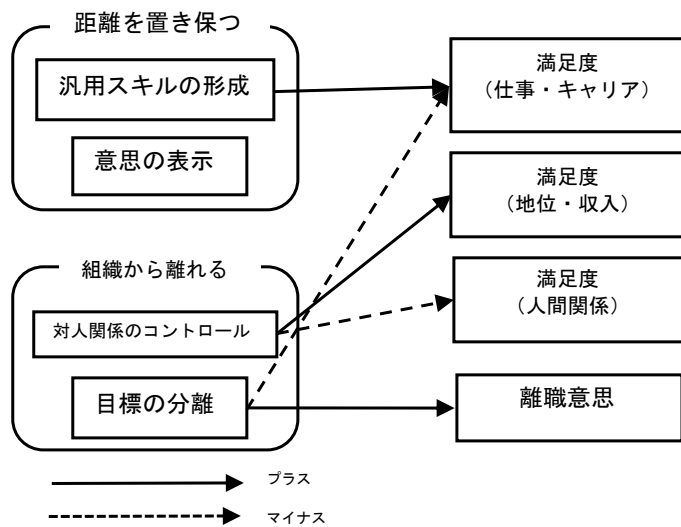 距離を置き保つ
汎用スキルの形成
意思の表示
組織から離れる
対人関係のコントロール
目標の分離
満足度
（仕事・キャリア）
満足度
（地位・収入）
満足度
（人間関係）
離職意思
プラス
マイナス